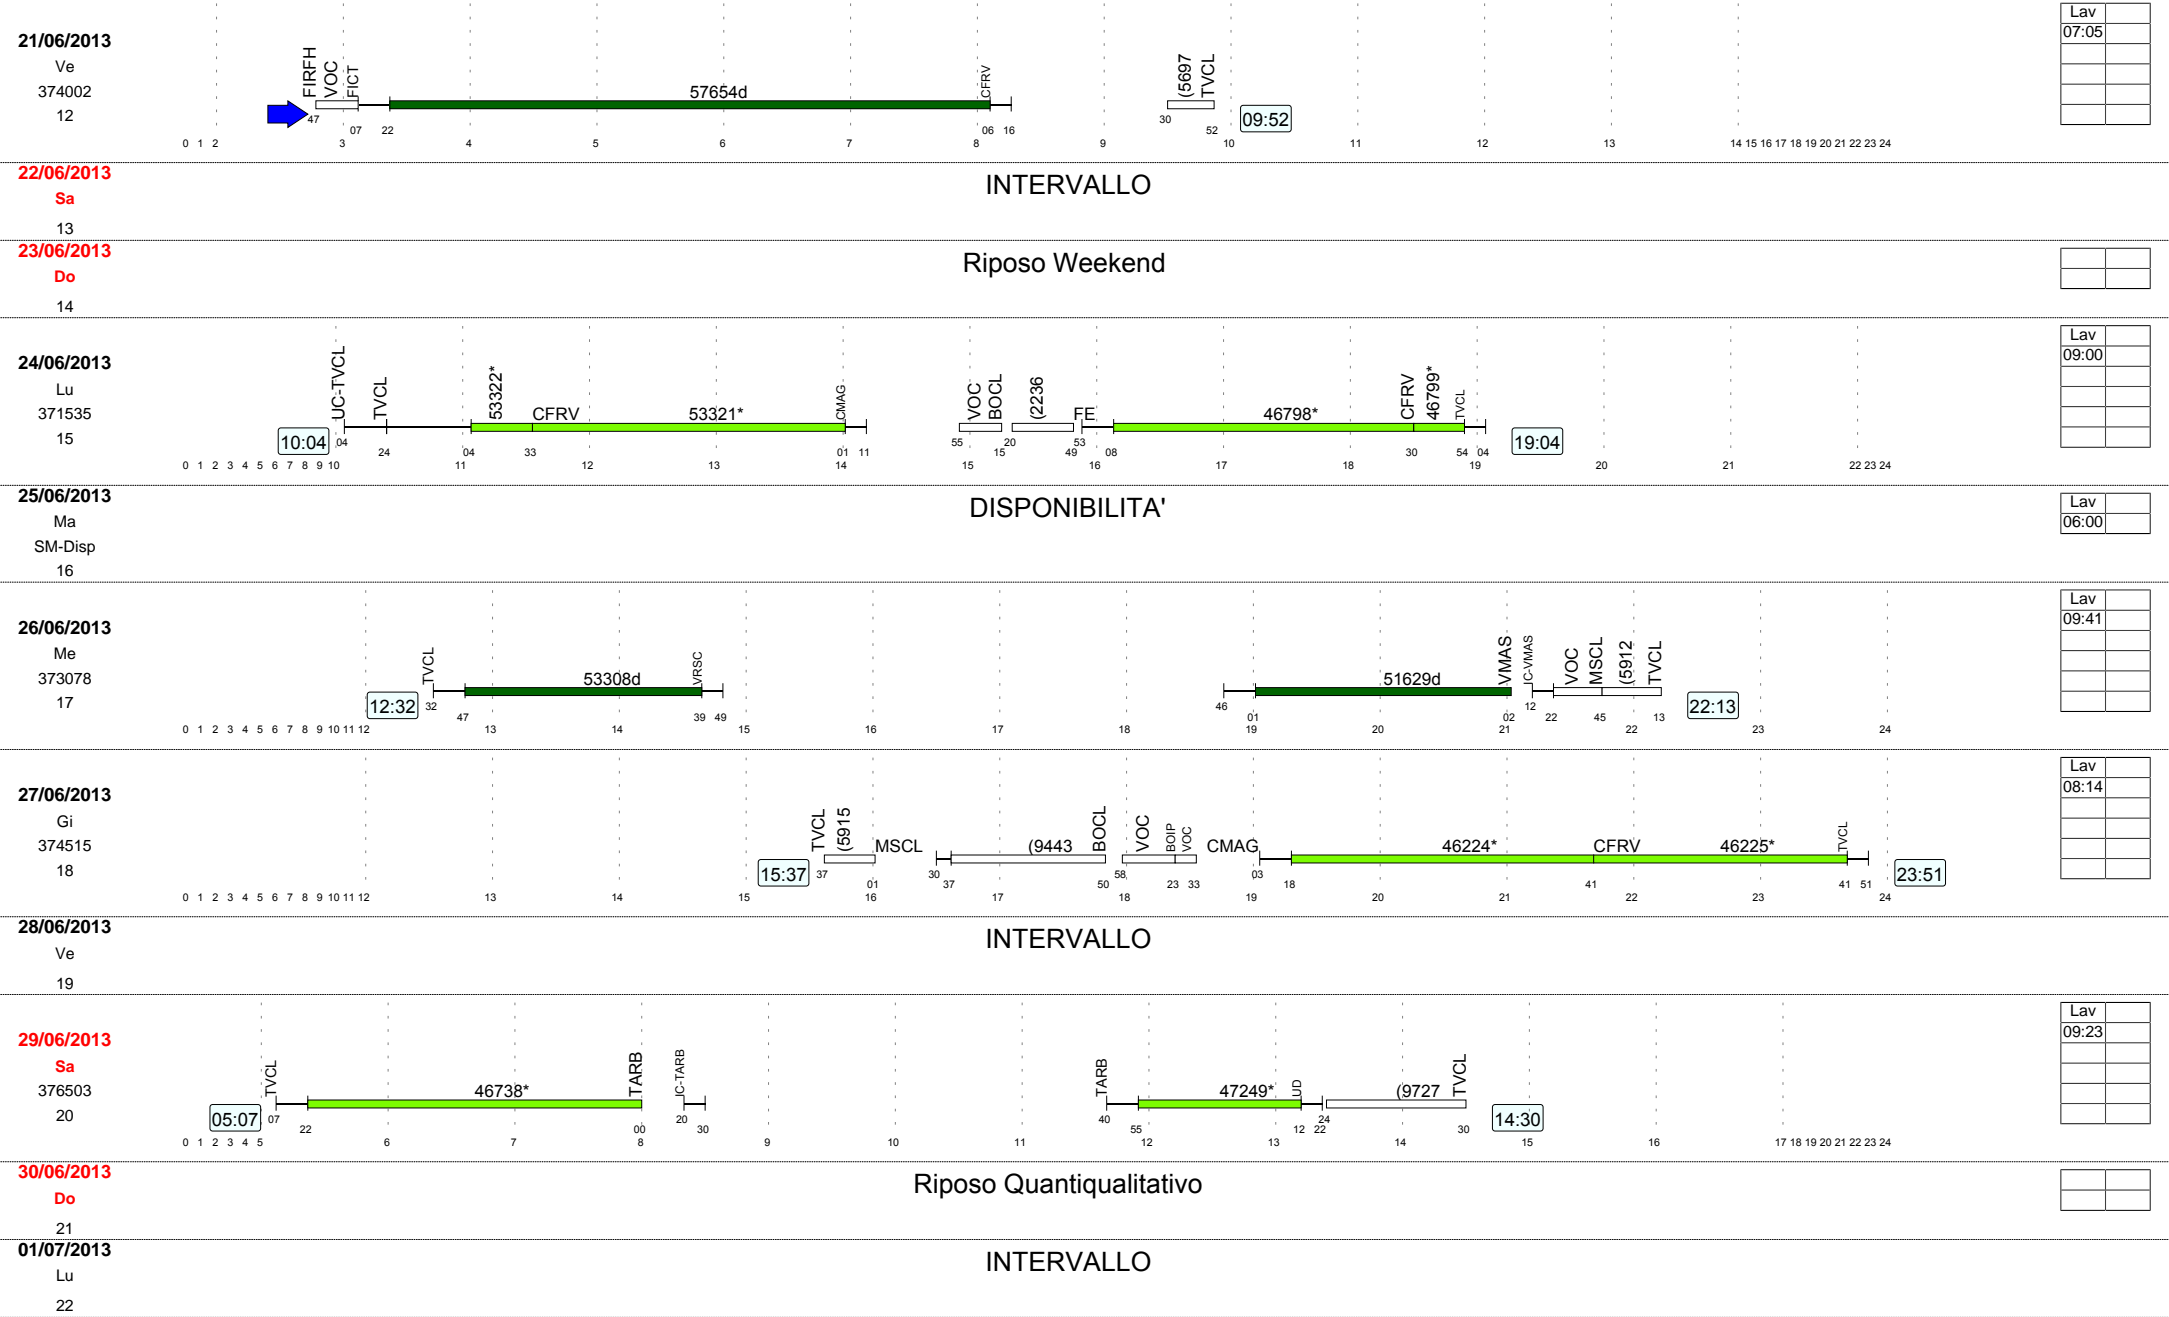 21/06/2013
Ve
374002
12
FIRFH
VOC
FICT
57654d
CFRV
(5697
TVCL
47 07 22 06 16 30 52
09:52
0 1 2 3 4 5 6 7 8 9 10 11 12 13 14 15 16 17 18 19 20 21 22 23 24
Lav
07:05
22/06/2013
Sa
13
INTERVALLO
23/06/2013
Do
14
Riposo Weekend
24/06/2013
Lu
371535
15
10:04
UC-TVCL
TVCL
53322*
CFRV
53321*
CMAG
VOC
BOCL
(2236
FE
46798*
CFRV
46799*
TVCL
04 24 04 33 01 11 55 15 20 49 53 08 30 54 04
19:04
0 1 2 3 4 5 6 7 8 9 10 11 12 13 14 15 16 17 18 19 20 21 22 23 24
Lav
09:00
25/06/2013
Ma
SM-Disp
16
DISPONIBILITA'
Lav
06:00
26/06/2013
Me
373078
17
12:32
TVCL
53308d
VRSC
51629d
VMAS
IC-VMAS
VOC
MSCL
(5912
TVCL
32 47 39 49 46 01 02 12 22 45 13
22:13
0 1 2 3 4 5 6 7 8 9 10 11 12 13 14 15 16 17 18 19 20 21 22 23 24
Lav
09:41
27/06/2013
Gi
374515
18
15:37
TVCL
(5915
MSCL
(9443
BOCL
VOC
BOIP
VOC
CMAG
46224*
CFRV
46225*
TVCL
37 01 30 37 50 58 23 33 03 18 41 41 51
23:51
0 1 2 3 4 5 6 7 8 9 10 11 12 13 14 15 16 17 18 19 20 21 22 23 24
Lav
08:14
28/06/2013
Ve
19
INTERVALLO
29/06/2013
Sa
376503
20
05:07
TVCL
46738*
TARB
IC-TARB
TARB
47249*
UD
(9727
TVCL
07 22 00 20 30 40 55 12 22 24 30
14:30
0 1 2 3 4 5 6 7 8 9 10 11 12 13 14 15 16 17 18 19 20 21 22 23 24
Lav
09:23
30/06/2013
Do
21
Riposo Quantiqualitativo
01/07/2013
Lu
22
INTERVALLO